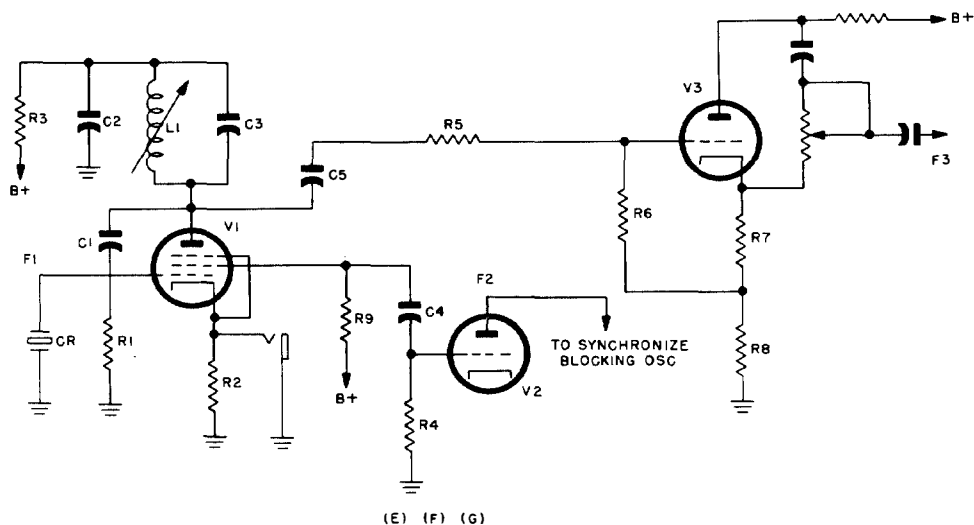 B+
V3
R3
C2
L1
C3
R5
F3
B+
C5
R6
R7
C1
V1
F1
F2
R9
C4
CR
R1
R2
TO SYNCHRONIZE
BLOCKING OSC
R8
B+
V2
R4
(E) (F) (G)